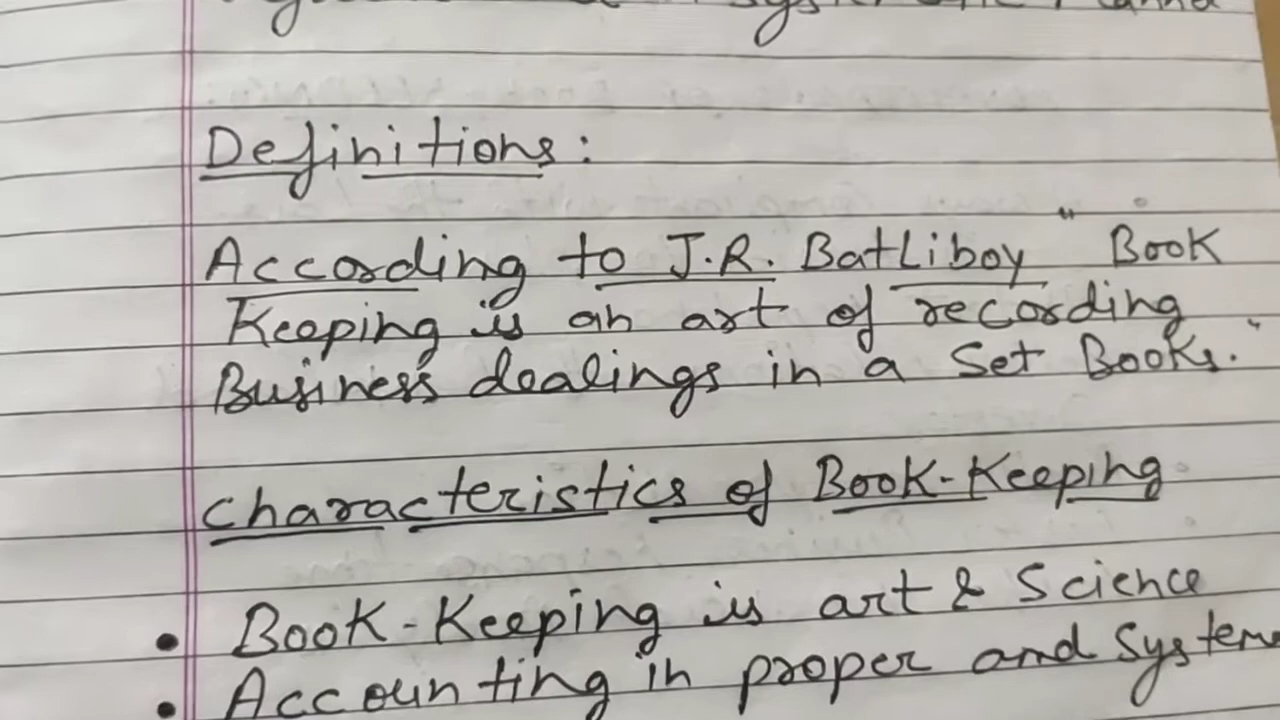 Definitions:
According to J.R. Batliboy "Book
Keeping is an art of recording
Business dealings in a Set Books."
characteristics of Book-Keeping
• Book-Keeping is art & Science
• Accounting in proper and System